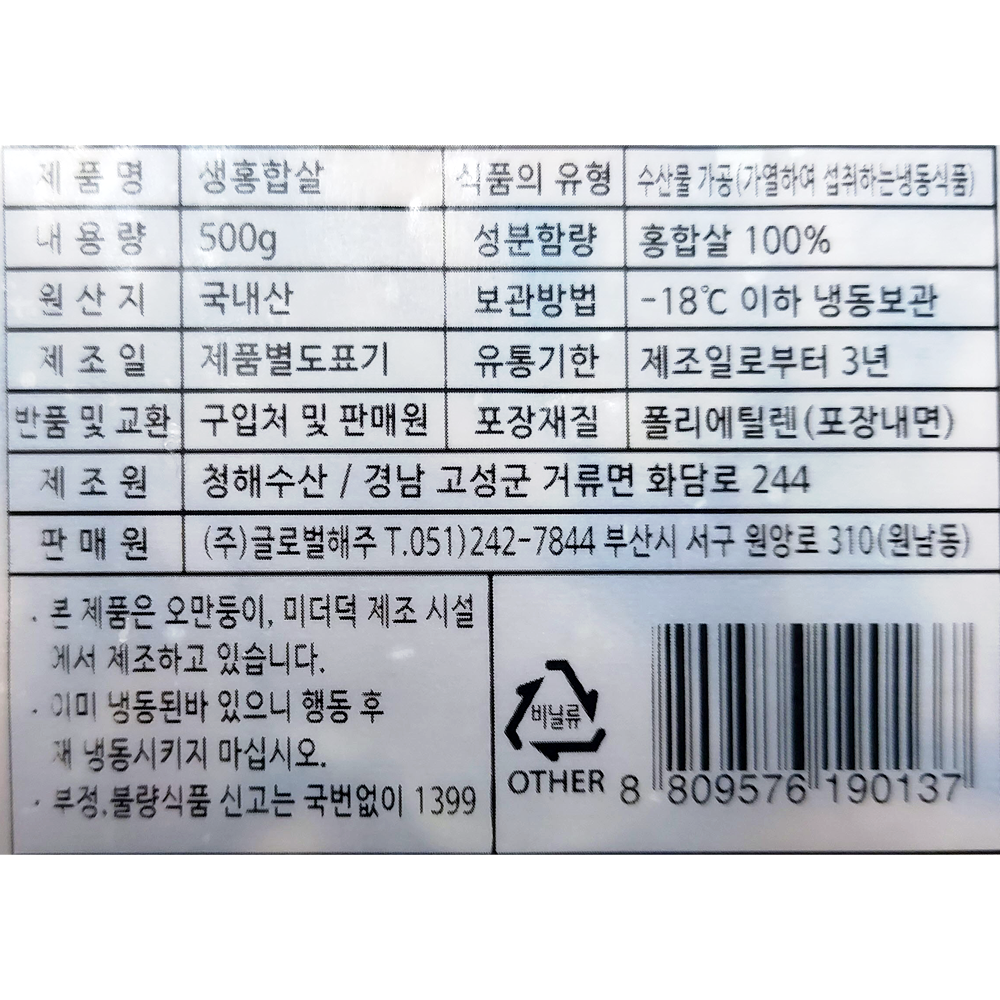 제 품 명 생홍합살 식품의 유형 수산물 가공(가열하여 섭취하는냉동식품)
내 용 량 500g 성분함량 홍합살 100%
원 산 지 국내산 보관방법 -18℃ 이하 냉동보관
제 조 일 제품별도표기 유통기한 제조일로부터 3년
반품 및 교환 구입처 및 판매원 포장재질 폴리에틸렌(포장내면)
제 조 원 청해수산 / 경남 고성군 거류면 화담로 244
판 매 원 (주)글로벌해주 T.051)242-7844 부산시 서구 원양로 310(원남동)
· 본 제품은 오만둥이, 미더덕 제조 시설
에서 제조하고 있습니다.
· 이미 냉동된바 있으니 행동 후
재 냉동시키지 마십시오.
· 부정,불량식품 신고는 국번없이 1399
비닐류
OTHER
8 809576 190137